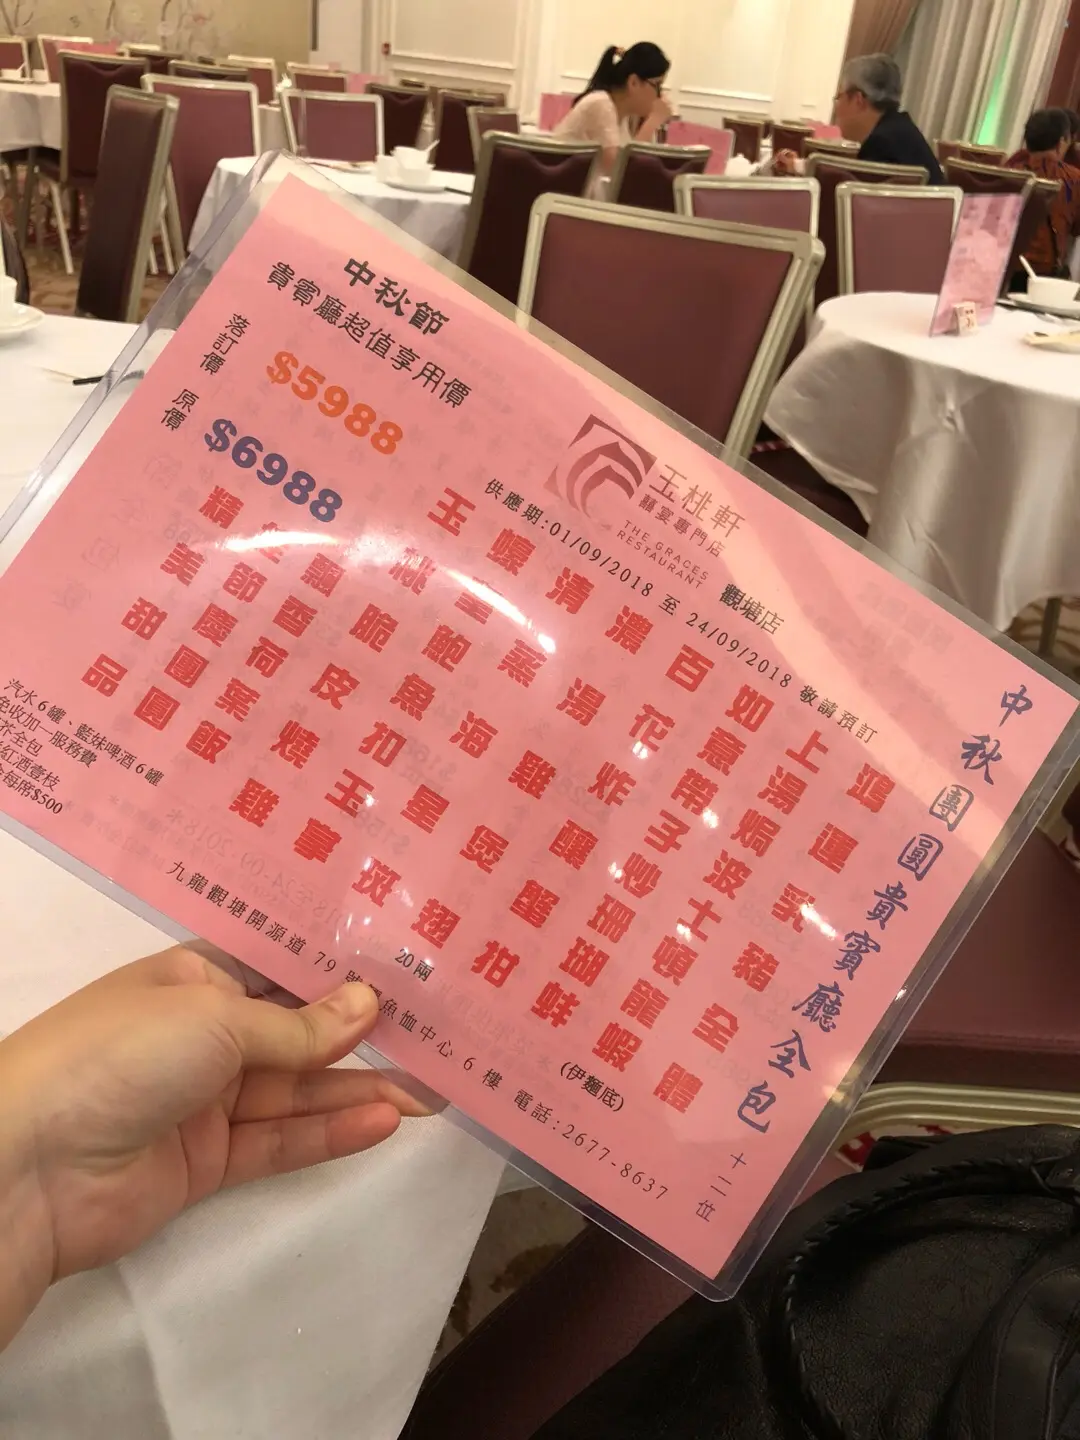 中秋團圓貴賓廳全包 十二位
玉桃軒
囍宴專門店
THE GRACES
RESTAURANT
觀塘店
供應期:01/09/2018 至 24/09/2018 敬請預訂
鴻運乳豬全體
上湯焗波士頓龍蝦
(伊麵底)
如意帶子炒珊瑚蚌
百花炸釀蟹拑
濃湯雞煲翅
20兩
清蒸海星斑
蠔皇鮑魚扣玉掌
玉桃脆皮燒雞
飄香荷葉飯
節慶團圓
精美甜品
中秋節
貴賓廳超值享用價
落訂價 $5988
原價 $6988
汽水6罐、藍妹啤酒6罐
免收加一服務費
芥全包
紅酒壹枝
每席$500
九龍觀塘開源道 79 號鱷魚恤中心 6 樓 電話:2677-8637